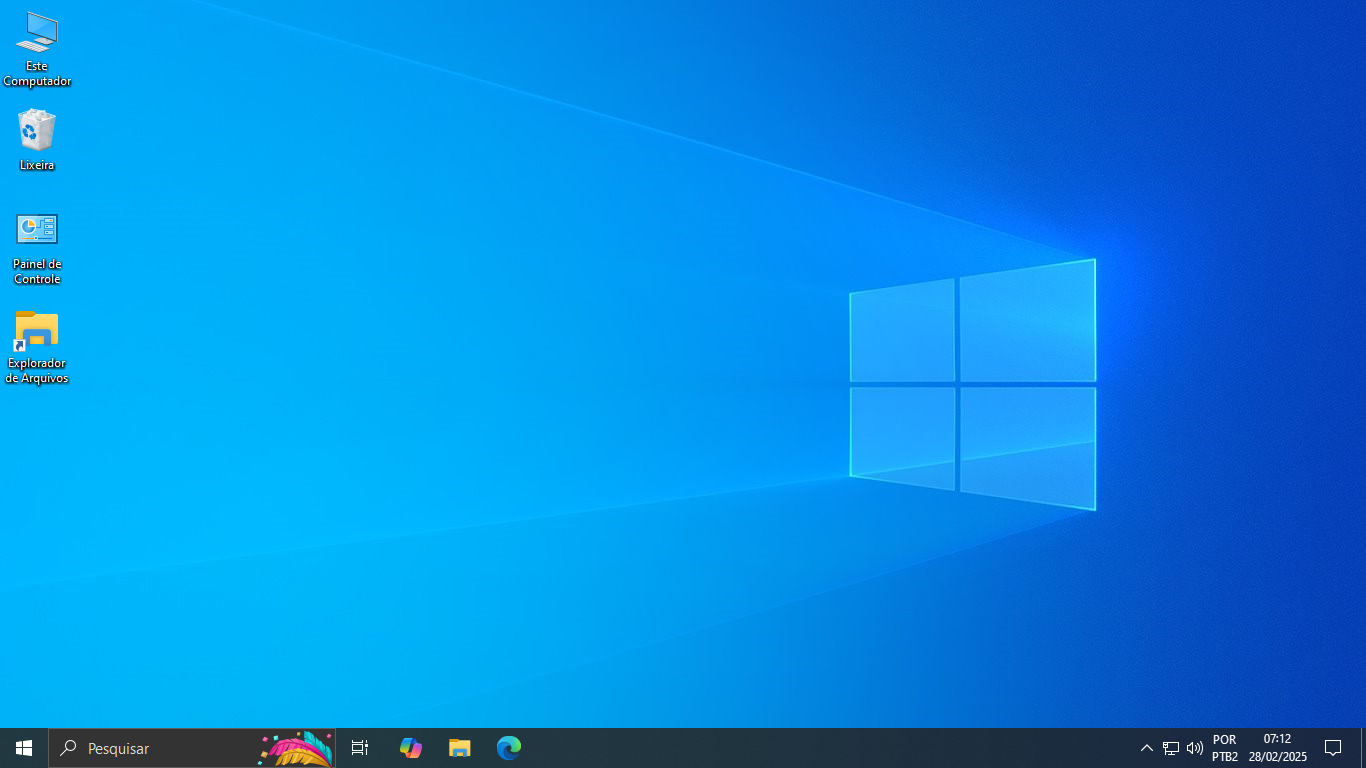 Este
Computador
Lixeira
Painel de
Controle
Explorador
de Arquivos
Pesquisar
POR
PTB2
07:12
28/02/2025